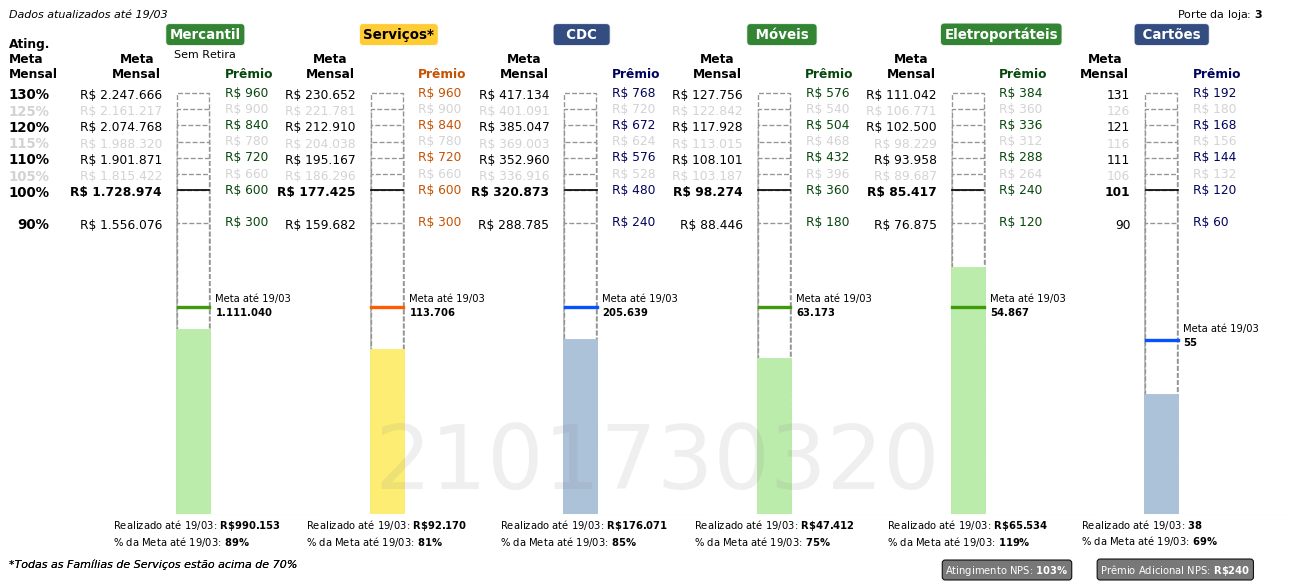 Dados atualizados até 19/03 Porte da loja: 3
Mercantil Serviços* CDC Móveis Eletroportáteis Cartões
Sem Retira
Ating. Meta Mensal Meta Mensal Prêmio Meta Mensal Prêmio Meta Mensal Prêmio Meta Mensal Prêmio Meta Mensal Prêmio Meta Mensal Prêmio
130% R$ 2.247.666 R$ 960 R$ 230.652 R$ 960 R$ 417.134 R$ 768 R$ 127.756 R$ 576 R$ 111.042 R$ 384 131 R$ 192
125% R$ 2.161.217 R$ 900 R$ 221.781 R$ 900 R$ 401.091 R$ 720 R$ 122.842 R$ 540 R$ 106.771 R$ 360 126 R$ 180
120% R$ 2.074.768 R$ 840 R$ 212.910 R$ 840 R$ 385.047 R$ 672 R$ 117.928 R$ 504 R$ 102.500 R$ 336 121 R$ 168
115% R$ 1.988.320 R$ 780 R$ 204.038 R$ 780 R$ 369.003 R$ 624 R$ 113.015 R$ 468 R$ 98.229 R$ 312 116 R$ 156
110% R$ 1.901.871 R$ 720 R$ 195.167 R$ 720 R$ 352.960 R$ 576 R$ 108.101 R$ 432 R$ 93.958 R$ 288 111 R$ 144
105% R$ 1.815.422 R$ 660 R$ 186.296 R$ 660 R$ 336.916 R$ 528 R$ 103.187 R$ 396 R$ 89.687 R$ 264 106 R$ 132
100% R$ 1.728.974 R$ 600 R$ 177.425 R$ 600 R$ 320.873 R$ 480 R$ 98.274 R$ 360 R$ 85.417 R$ 240 101 R$ 120
90% R$ 1.556.076 R$ 300 R$ 159.682 R$ 300 R$ 288.785 R$ 240 R$ 88.446 R$ 180 R$ 76.875 R$ 120 90 R$ 60
Meta até 19/03 Meta até 19/03 Meta até 19/03 Meta até 19/03 Meta até 19/03
1.111.040 113.706 205.639 63.173 54.867
Meta até 19/03
55
2101730320
Realizado até 19/03: R$990.153 Realizado até 19/03: R$92.170 Realizado até 19/03: R$176.071 Realizado até 19/03: R$47.412 Realizado até 19/03: R$65.534 Realizado até 19/03: 38
% da Meta até 19/03: 89% % da Meta até 19/03: 81% % da Meta até 19/03: 85% % da Meta até 19/03: 75% % da Meta até 19/03: 119% % da Meta até 19/03: 69%
*Todas as Famílias de Serviços estão acima de 70% Atingimento NPS: 103% Prêmio Adicional NPS: R$240